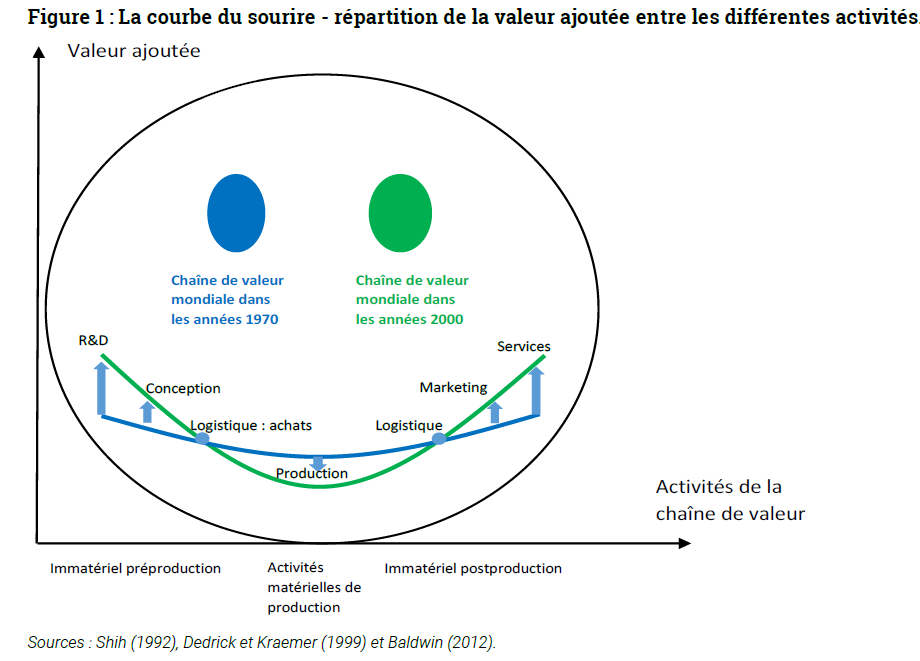 Figure 1 : La courbe du sourire - répartition de la valeur ajoutée entre les différentes activités.
Valeur ajoutée
Chaîne de valeur
mondiale dans
les années 1970
Chaîne de valeur
mondiale dans
les années 2000
R&D
Services
Conception
Marketing
Logistique : achats
Logistique
Production
Activités de la
chaîne de valeur
Immatériel préproduction
Activités
matérielles de
production
Immatériel postproduction
Sources : Shih (1992), Dedrick et Kraemer (1999) et Baldwin (2012).